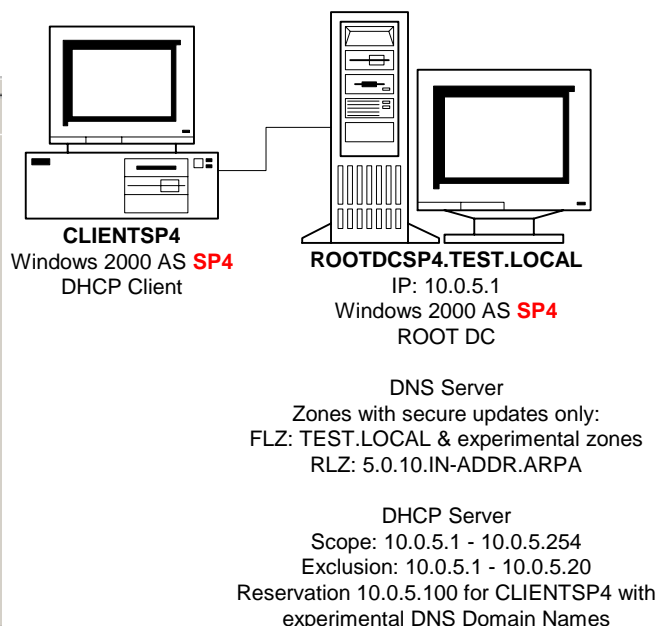 CLIENTSP4
Windows 2000 AS SP4
DHCP Client
ROOTDCSP4.TEST.LOCAL
IP: 10.0.5.1
Windows 2000 AS SP4
ROOT DC
DNS Server
Zones with secure updates only:
FLZ: TEST.LOCAL & experimental zones
RLZ: 5.0.10.IN-ADDR.ARPA
DHCP Server
Scope: 10.0.5.1 - 10.0.5.254
Exclusion: 10.0.5.1 - 10.0.5.20
Reservation 10.0.5.100 for CLIENTSP4 with
experimental DNS Domain Names